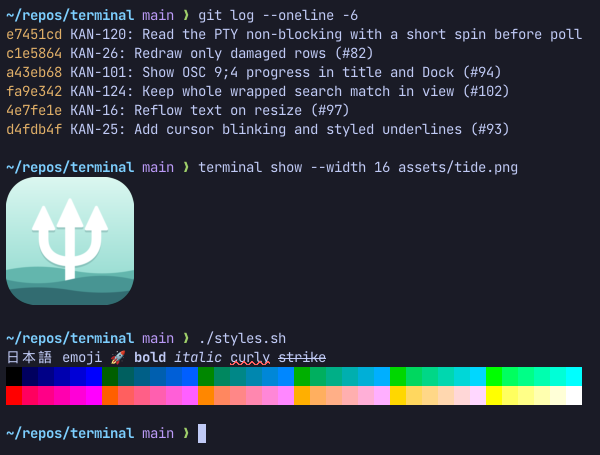 ~/repos/terminal main ❯ git log --oneline -6
e7451cd KAN-120: Read the PTY non-blocking with a short spin before poll
c1e5864 KAN-26: Redraw only damaged rows (#82)
a43eb68 KAN-101: Show OSC 9;4 progress in title and Dock (#94)
fa9e342 KAN-124: Keep whole wrapped search match in view (#102)
4e7fe1e KAN-16: Reflow text on resize (#97)
d4fdb4f KAN-25: Add cursor blinking and styled underlines (#93)
~/repos/terminal main ❯ terminal show --width 16 assets/tide.png
~/repos/terminal main ❯ ./styles.sh
日本語 emoji 🚀 bold italic curly strike
~/repos/terminal main ❯